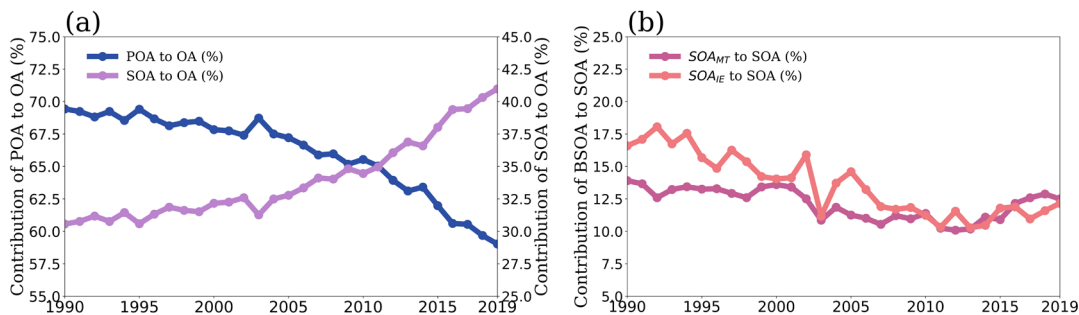 (a)
Contribution of POA to OA (%)
75.0
72.5
70.0
67.5
65.0
62.5
60.0
57.5
55.0
POA to OA (%)
SOA to OA (%)
45.0
42.5
40.0
37.5
35.0
32.5
30.0
27.5
25.0
Contribution of SOA to OA (%)
1990 1995 2000 2005 2010 2015 2019
(b)
Contribution of BSOA to SOA (%)
25.0
22.5
20.0
17.5
15.0
12.5
10.0
7.5
5.0
SOA_MT to SOA (%)
SOA_IE to SOA (%)
1990 1995 2000 2005 2010 2015 2019